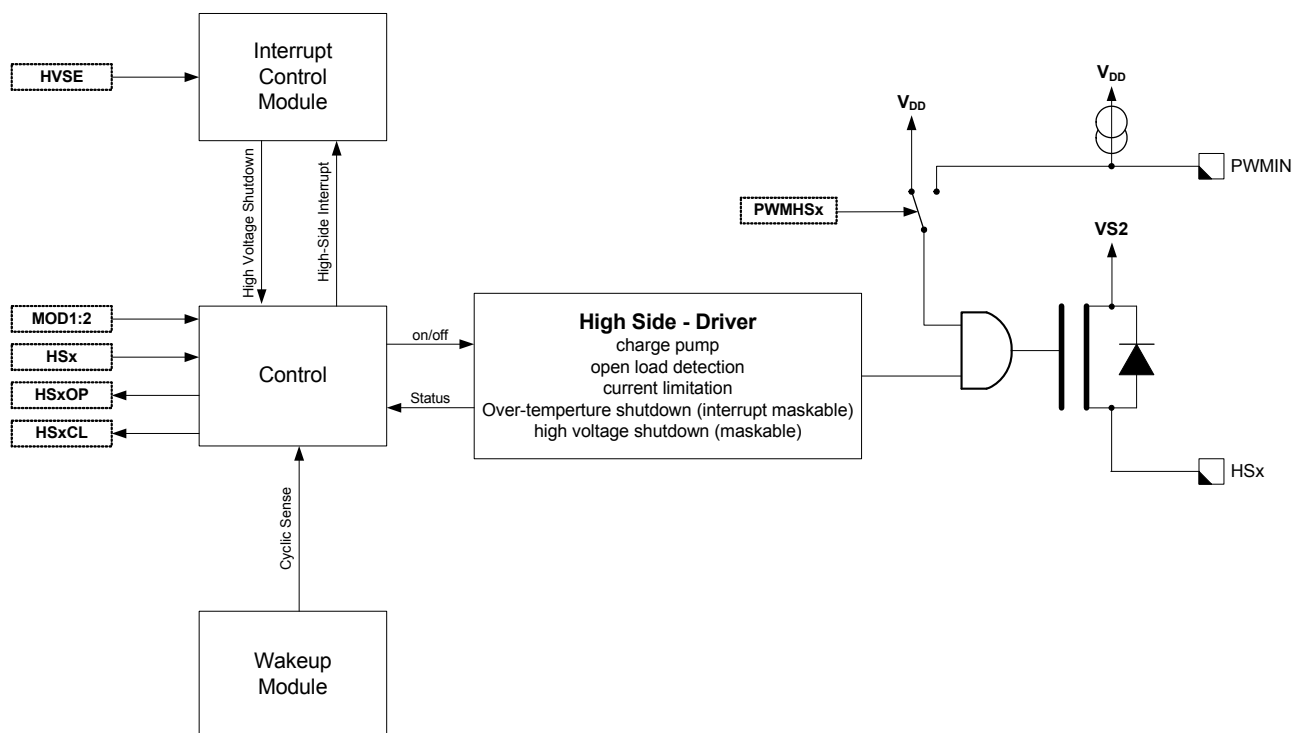 Interrupt
Control
Module
HVSE
High Voltage Shutdown
High-Side Interrupt
VDD
VDD
PWMIN
PWMHSx
VS2
MOD1:2
HSx
HSxOP
HSxCL
Control
on/off
Status
High Side - Driver
charge pump
open load detection
current limitation
Over-temperture shutdown (interrupt maskable)
high voltage shutdown (maskable)
HSx
Cyclic Sense
Wakeup
Module